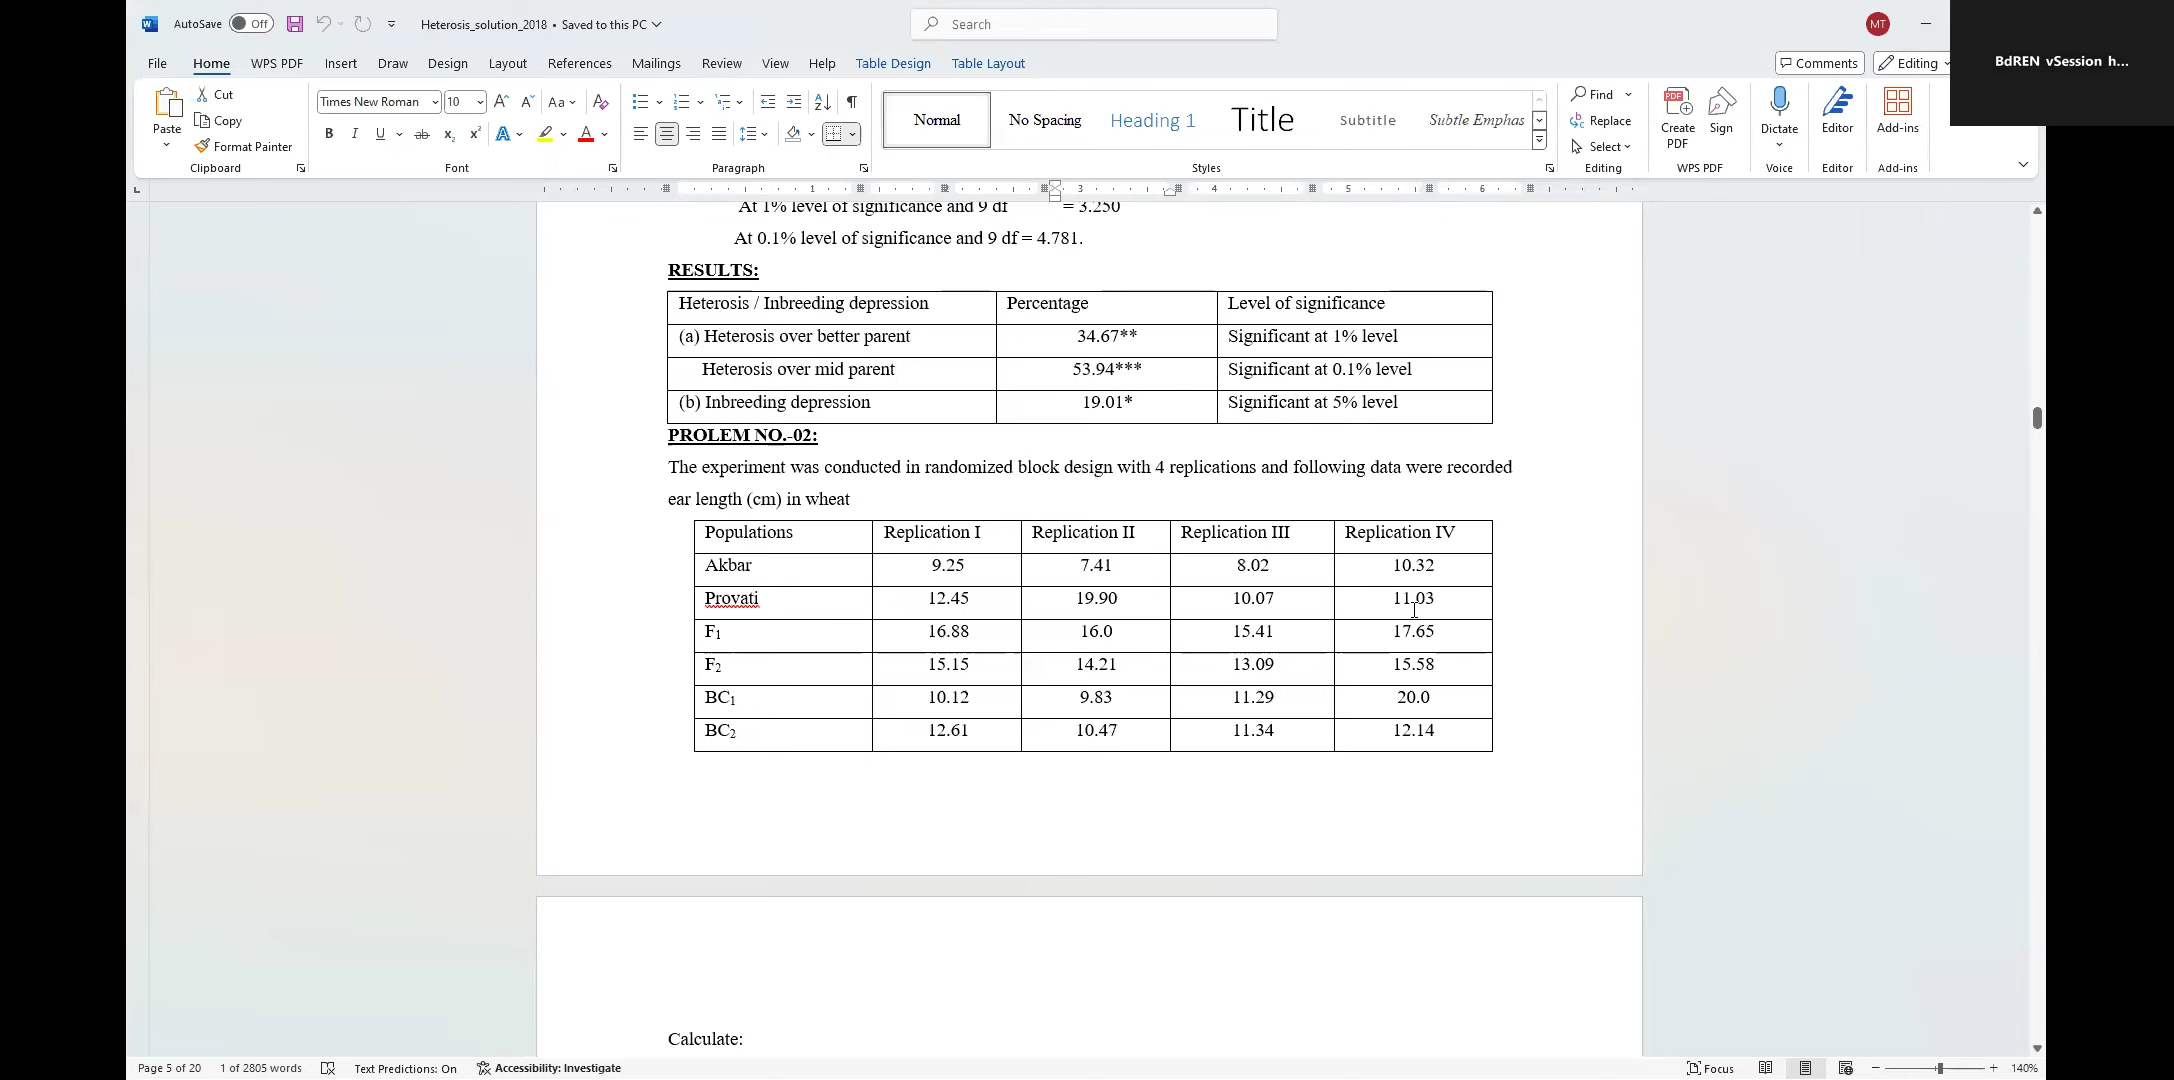 AutoSave Off Heterosis_solution_2018 • Saved to this PC Search MT
BdREN vSession h...
File Home WPS PDF Insert Draw Design Layout References Mailings Review View Help Table Design Table Layout Comments Editing
Paste Cut Copy Format Painter Clipboard
Times New Roman 10 Aa Font
Paragraph
Normal No Spacing Heading 1 Title Subtitle Subtle Emphas Styles
Find Replace Select Editing
Create PDF Sign WPS PDF
Dictate Voice
Editor Editor
Add-ins Add-ins
1 3 4 5 6
At 1% level of significance and 9 df = 3.250
At 0.1% level of significance and 9 df = 4.781.
RESULTS:
Heterosis / Inbreeding depression Percentage Level of significance
(a) Heterosis over better parent 34.67** Significant at 1% level
Heterosis over mid parent 53.94*** Significant at 0.1% level
(b) Inbreeding depression 19.01* Significant at 5% level
PROLEM NO.-02:
The experiment was conducted in randomized block design with 4 replications and following data were recorded
ear length (cm) in wheat
Populations Replication I Replication II Replication III Replication IV
Akbar 9.25 7.41 8.02 10.32
Provati 12.45 19.90 10.07 11.03
F1 16.88 16.0 15.41 17.65
F2 15.15 14.21 13.09 15.58
BC1 10.12 9.83 11.29 20.0
BC2 12.61 10.47 11.34 12.14
Calculate:
Page 5 of 20 1 of 2805 words Text Predictions: On Accessibility: Investigate Focus 140%